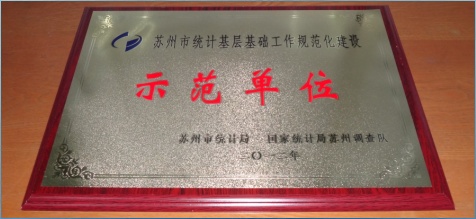 苏州市统计基层基础工作规范化建设
示范单位
苏州市统计局 国家统计局苏州调查队
二〇一二年